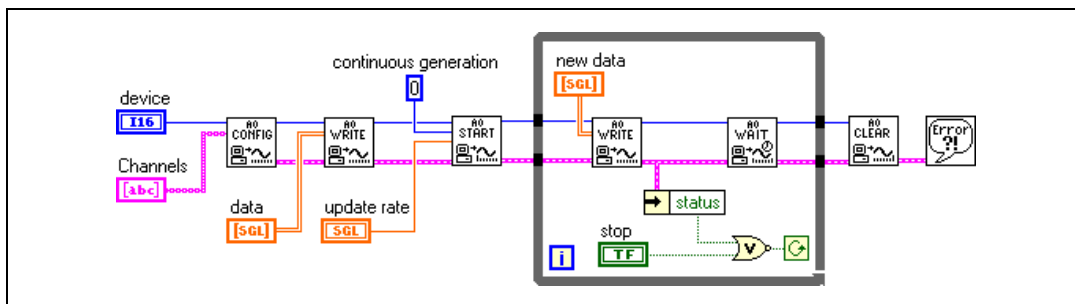 continuous generation
0
new data
[SGL]
device
I16
AO
CONFIG
AO
WRITE
AO
START
AO
WRITE
AO
WAIT
AO
CLEAR
Error
?!
Channels
[abc]
data
[SGL]
update rate
SGL
status
stop
TF
V
i